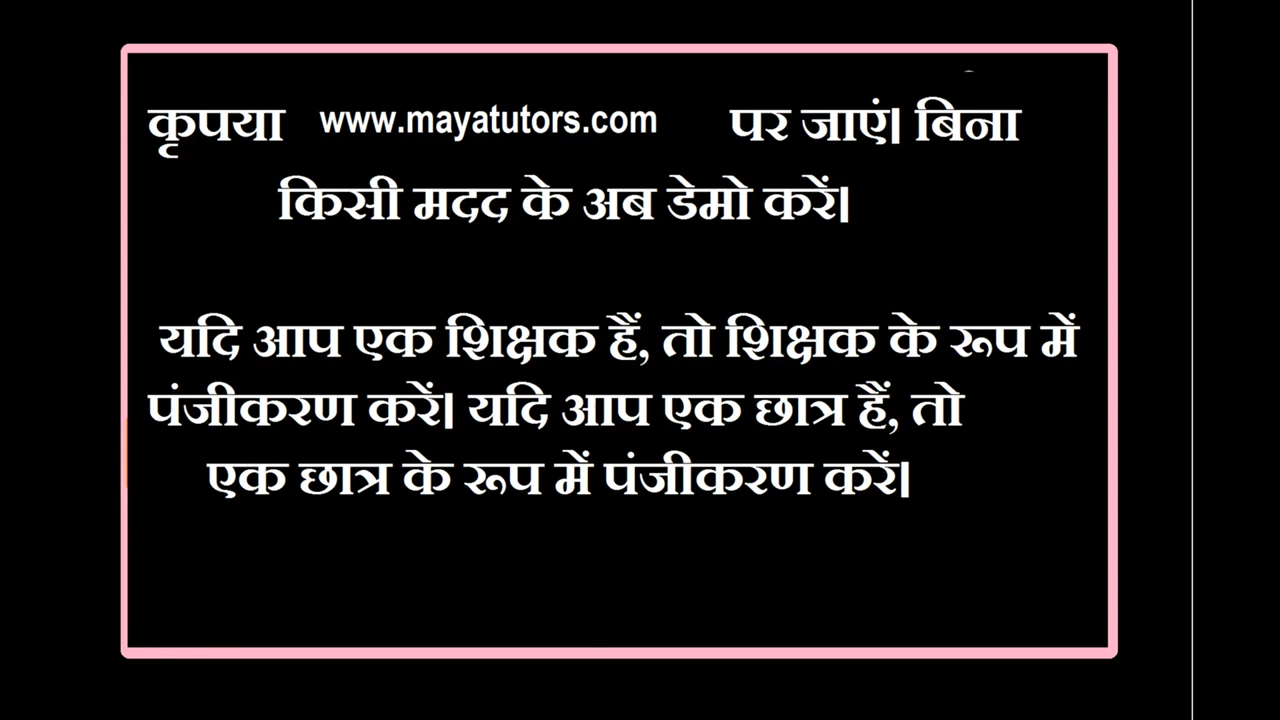 कृपया www.mayatutors.com पर जाएं। बिना
किसी मदद के अब डेमो करें।
यदि आप एक शिक्षक हैं, तो शिक्षक के रूप में
पंजीकरण करें। यदि आप एक छात्र हैं, तो
एक छात्र के रूप में पंजीकरण करें।